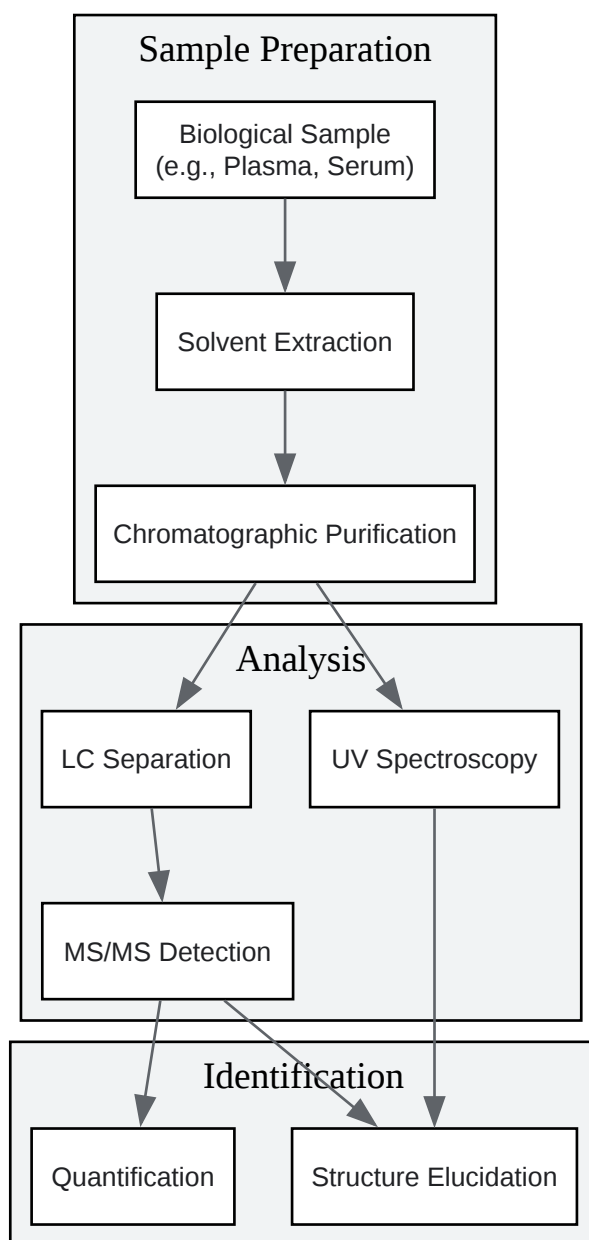 Sample Preparation
Biological Sample
(e.g., Plasma, Serum)
Solvent Extraction
Chromatographic Purification
Analysis
LC Separation
UV Spectroscopy
MS/MS Detection
Identification
Quantification
Structure Elucidation